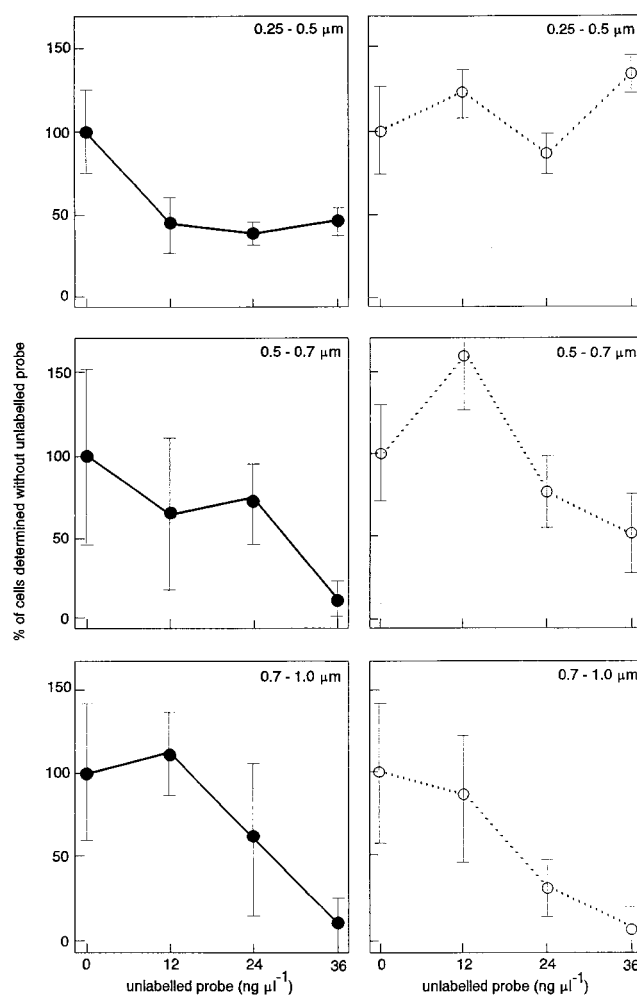 0.25 - 0.5 µm
0.25 - 0.5 µm
150
100
50
0
0.5 - 0.7 µm
0.5 - 0.7 µm
150
100
50
0
% of cells determined without unlabelled probe
0.7 - 1.0 µm
0.7 - 1.0 µm
150
100
50
0
0 12 24 36 0 12 24 36
unlabelled probe (ng µl⁻¹) unlabelled probe (ng µl⁻¹)